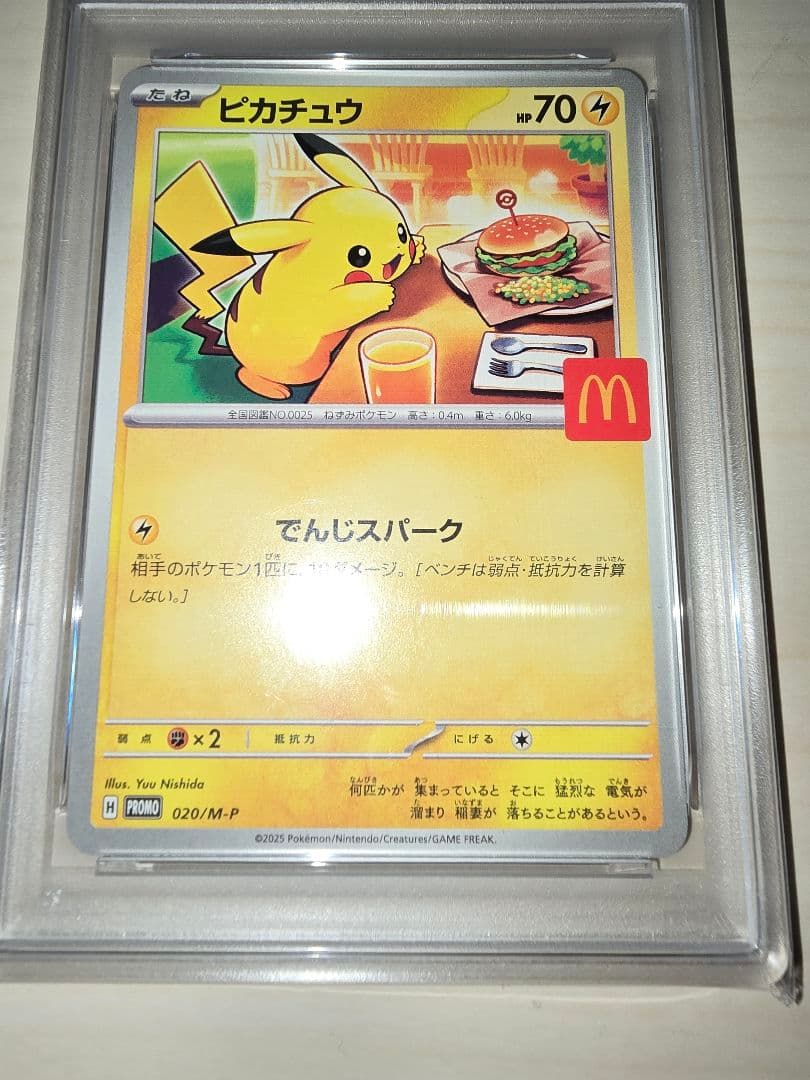 たね ピカチュウ HP70
全国図鑑NO.0025 ねずみポケモン 高さ:0.4m 重さ:6.0kg
でんじスパーク
相手のポケモン1匹に、10ダメージ。[ベンチは弱点・抵抗力を計算
しない。]
弱点 ×2 抵抗力 にげる
Illus. Yuu Nishida
何匹かが 集まっていると そこに 猛烈な 電気が
溜まり 稲妻が 落ちることがあるという。
H PROMO 020/M-P
©2025 Pokémon/Nintendo/Creatures/GAME FREAK.